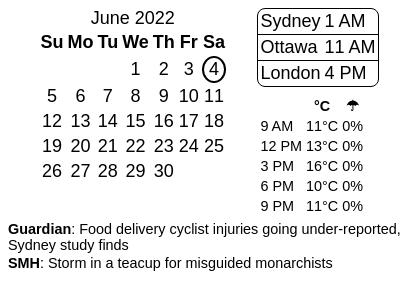 June 2022
Su Mo Tu We Th Fr Sa
1 2 3 4
5 6 7 8 9 10 11
12 13 14 15 16 17 18
19 20 21 22 23 24 25
26 27 28 29 30
Sydney 1 AM
Ottawa 11 AM
London 4 PM
°C ☂
9 AM 11°C 0%
12 PM 13°C 0%
3 PM 16°C 0%
6 PM 10°C 0%
9 PM 11°C 0%
Guardian: Food delivery cyclist injuries going under-reported,
Sydney study finds
SMH: Storm in a teacup for misguided monarchists